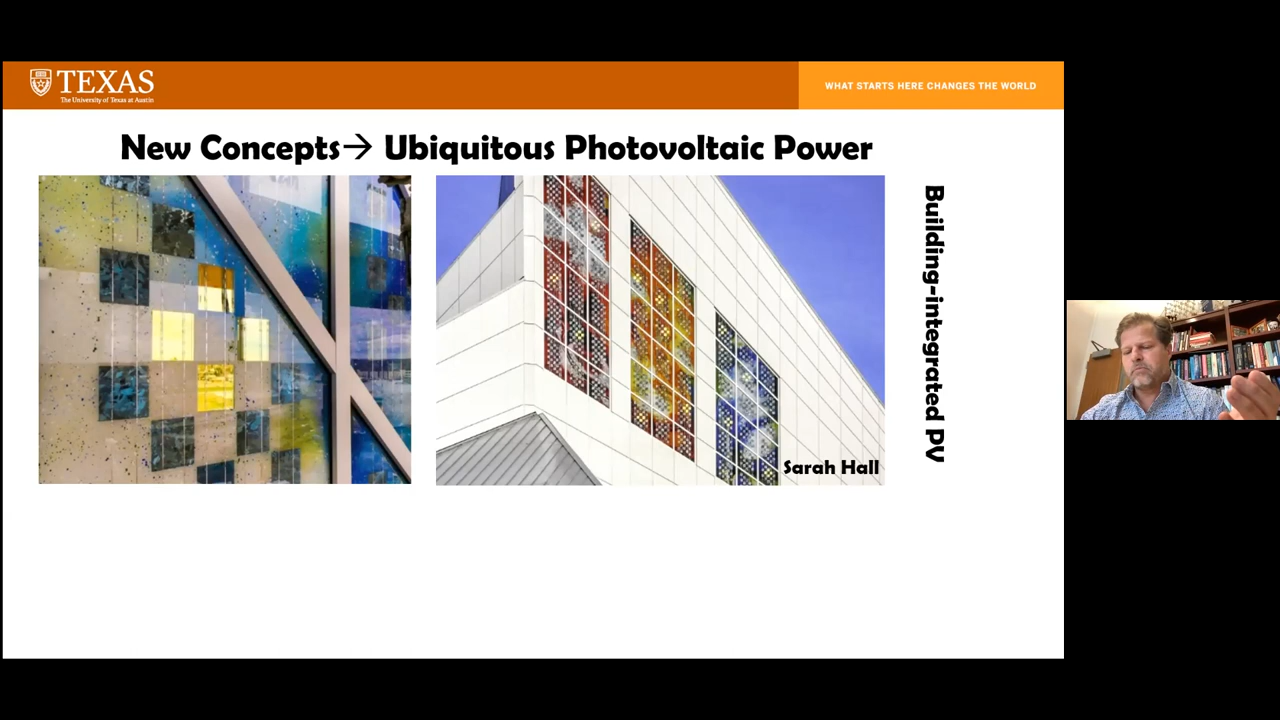 TEXAS
The University of Texas at Austin
WHAT STARTS HERE CHANGES THE WORLD
New Concepts→ Ubiquitous Photovoltaic Power
Sarah Hall
Building-integrated PV